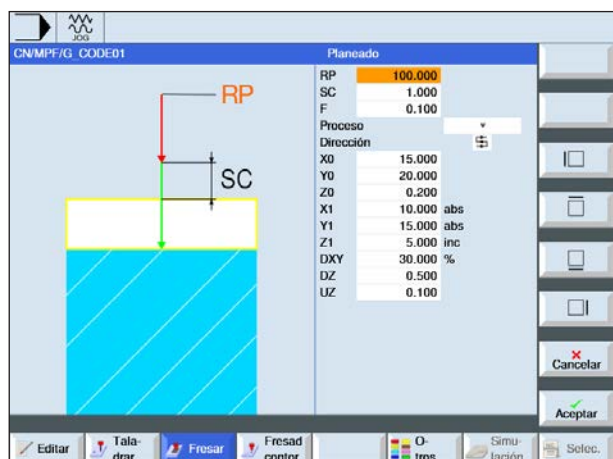 JOG
CN/MPF/G_CODE01
Planeado
RP
SC
RP 100.000
SC 1.000
F 0.100
Proceso
Dirección
X0 15.000
Y0 20.000
Z0 0.200
X1 10.000 abs
Y1 15.000 abs
Z1 5.000 inc
DXY 30.000 %
DZ 0.500
UZ 0.100
Cancelar
Aceptar
Editar
Tala-
drar
Fresar
Fresad
contor.
O-
tros
Simu-
lación
Selec.